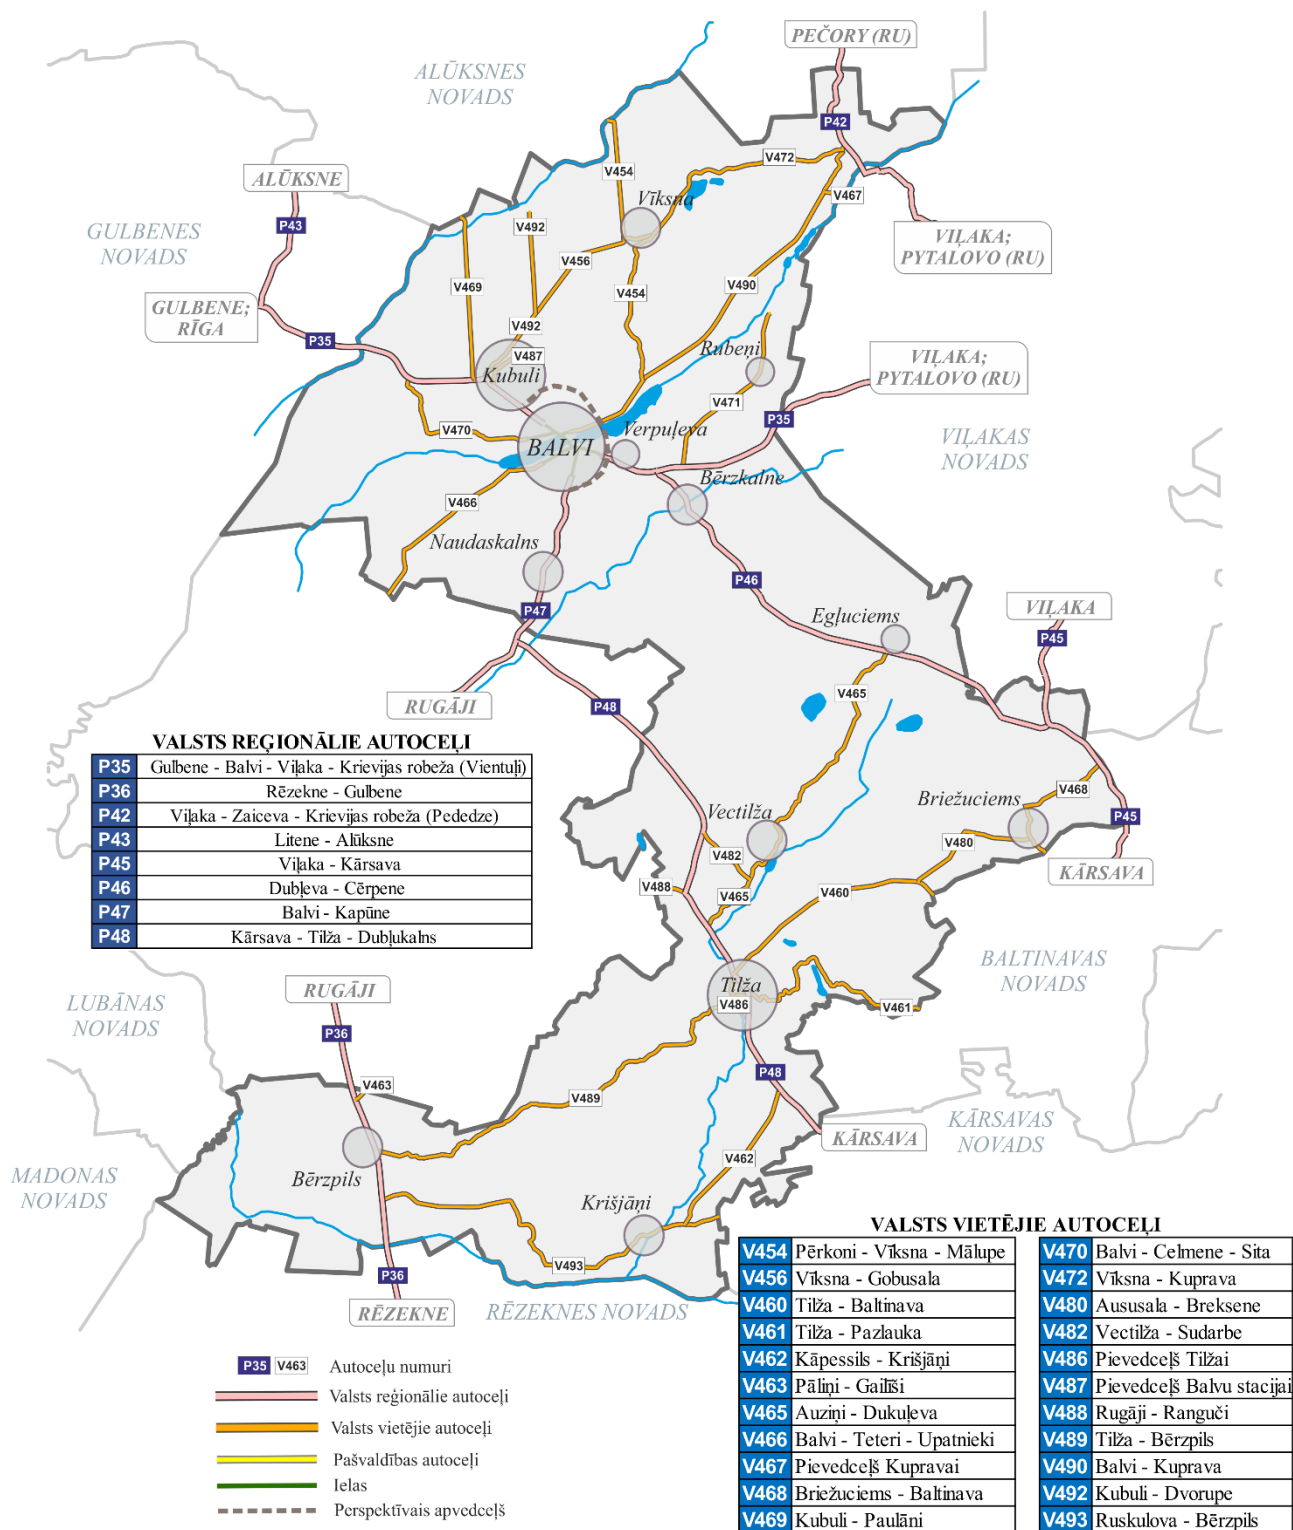 PEČORY (RU)
ALŪKSNES
NOVADS
P42
V472
V454
ALŪKSNE
Vīksna
V467
P43
V492
GULBENES
NOVADS
VIĻAKA;
PYTALOVO (RU)
V456
V469
V454
V490
GULBENE;
RĪGA
V492
P35
V487
Rubeņi
VIĻAKA;
PYTALOVO (RU)
Kubuli
V471
P35
V470
Verpuļeva
BALVI
VIĻAKAS
NOVADS
Bērzkalne
V466
Naudaskalns
P46
P47
Egļuciems
VIĻAKA
P45
V465
RUGĀJI
P48
VALSTS REĢIONĀLIE AUTOCEĻI
P35 Gulbene - Balvi - Viļaka - Krievijas robeža (Vientuļi)
P36 Rēzekne - Gulbene
P42 Viļaka - Zaiceva - Krievijas robeža (Pededze)
P43 Litene - Alūksne
P45 Viļaka - Kārsava
P46 Dubļeva - Cērpene
P47 Balvi - Kapūne
P48 Kārsava - Tilža - Dubļukalns
V468
Briežuciems
Vectilža
P45
V480
V482
KĀRSAVA
V488
V465
V460
BALTINAVAS
NOVADS
Tilža
RUGĀJI
LUBĀNAS
NOVADS
V486
V461
P36
P48
V463
V489
KĀRSAVAS
NOVADS
KĀRSAVA
V462
MADONAS
NOVADS
Bērzpils
Krišjāņi
V493
P36
RĒZEKNE
RĒZEKNES NOVADS
VALSTS VIETĒJIE AUTOCEĻI
V454 Pērkoni - Vīksna - Mālupe
V456 Vīksna - Gobusala
V460 Tilža - Baltinava
V461 Tilža - Pazlauka
V462 Kāpessils - Krišjāņi
V463 Pāliņi - Gailīši
V465 Auziņi - Dukuļeva
V466 Balvi - Teteri - Upatnieki
V467 Pievedceļš Kupravai
V468 Briežuciems - Baltinava
V469 Kubuli - Paulāni
V470 Balvi - Celmene - Sita
V472 Vīksna - Kuprava
V480 Aususala - Breksene
V482 Vectilža - Sudarbe
V486 Pievedceļš Tilžai
V487 Pievedceļš Balvu stacijai
V488 Rugāji - Ranguči
V489 Tilža - Bērzpils
V490 Balvi - Kuprava
V492 Kubuli - Dvorupe
V493 Ruskulova - Bērzpils
P35 V463 Autoceļu numuri
Valsts reģionālie autoceļi
Valsts vietējie autoceļi
Pašvaldības autoceļi
Ielas
Perspektīvais apvedceļš